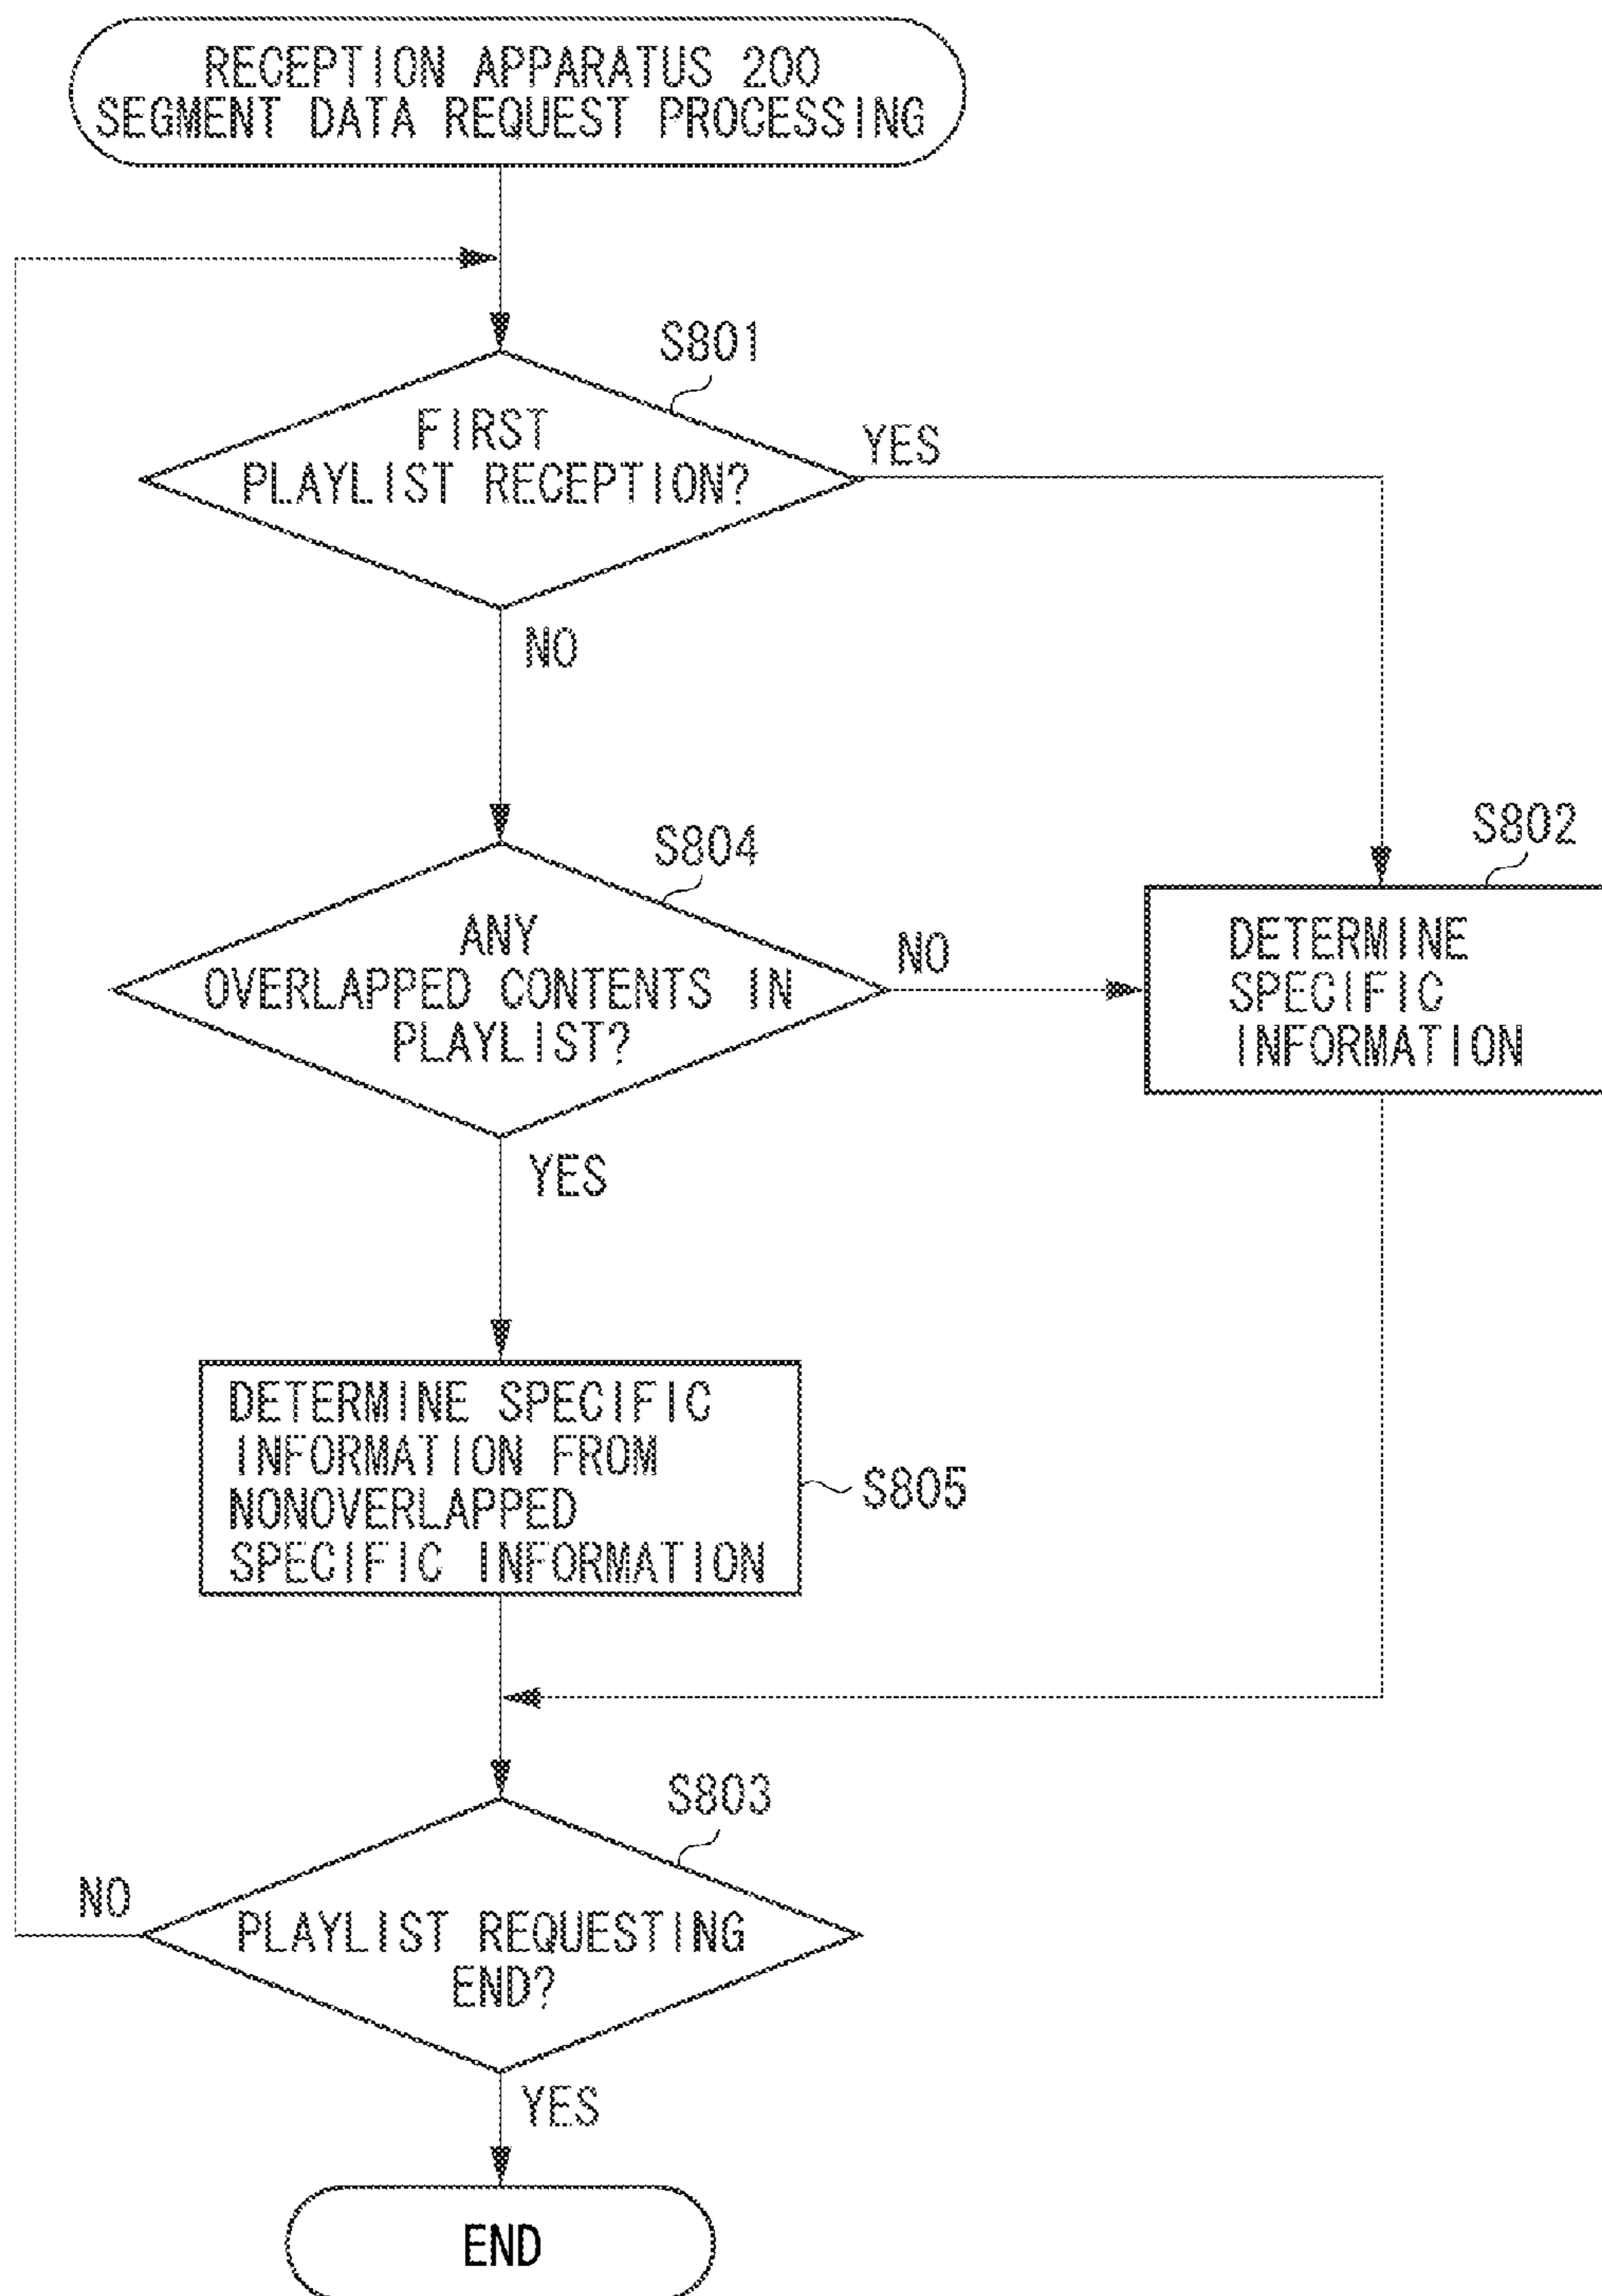 RECEPTION APPARATUS 200
SEGMENT DATA REQUEST PROCESSING
S801
FIRST
PLAYLIST RECEPTION?
YES
NO
S804
ANY
OVERLAPPED CONTENTS IN
PLAYLIST?
NO
YES
S802
DETERMINE
SPECIFIC
INFORMATION
DETERMINE SPECIFIC
INFORMATION FROM
NONOVERLAPPED
SPECIFIC INFORMATION
S805
S803
PLAYLIST REQUESTING
END?
NO
YES
END